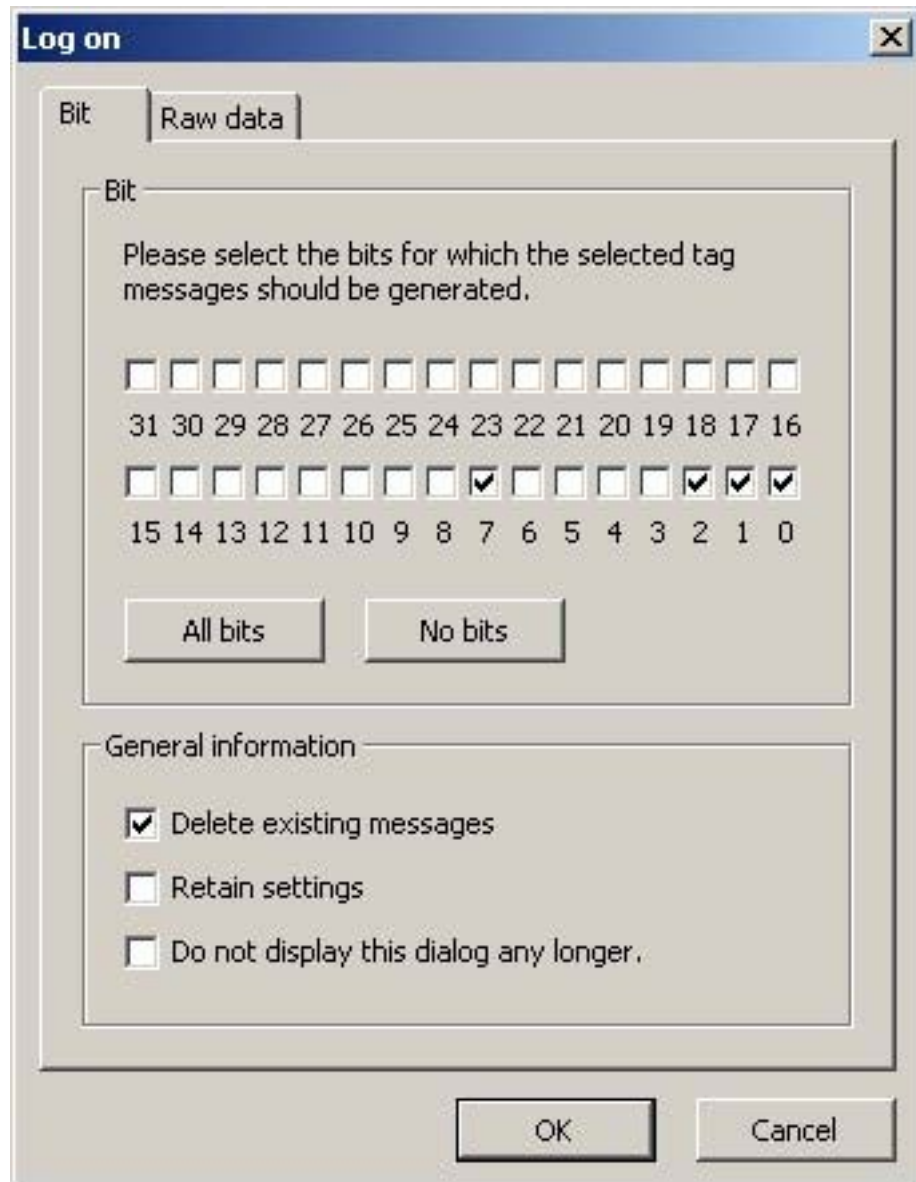 Log on
Bit
Raw data
Bit
Please select the bits for which the selected tag
messages should be generated.
31 30 29 28 27 26 25 24 23 22 21 20 19 18 17 16
15 14 13 12 11 10 9 8 7 6 5 4 3 2 1 0
All bits
No bits
General information
Delete existing messages
Retain settings
Do not display this dialog any longer.
OK
Cancel